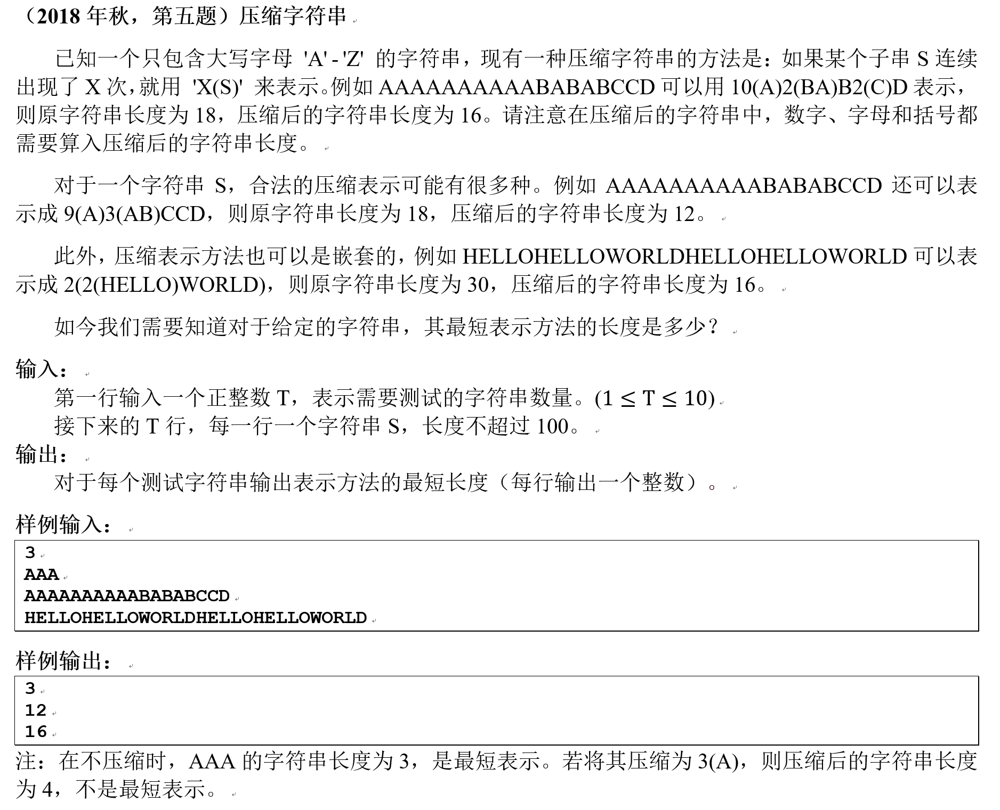 （2018 年秋，第五题）压缩字符串
已知一个只包含大写字母 'A' - 'Z' 的字符串，现有一种压缩字符串的方法是：如果某个子串 S 连续
出现了 X 次，就用 'X(S)' 来表示。例如 AAAAAAAAAABABABCCD 可以用 10(A)2(BA)B2(C)D 表示，
则原字符串长度为 18，压缩后的字符串长度为 16。请注意在压缩后的字符串中，数字、字母和括号都
需要算入压缩后的字符串长度。
对于一个字符串 S，合法的压缩表示可能有很多种。例如 AAAAAAAAAABABABCCD 还可以表
示成 9(A)3(AB)CCD，则原字符串长度为 18，压缩后的字符串长度为 12。
此外，压缩表示方法也可以是嵌套的，例如 HELLOHELLOWORLDHELLOHELLOWORLD 可以表
示成 2(2(HELLO)WORLD)，则原字符串长度为 30，压缩后的字符串长度为 16。
如今我们需要知道对于给定的字符串，其最短表示方法的长度是多少？
输入：
第一行输入一个正整数 T，表示需要测试的字符串数量。(1 ≤ T ≤ 10)
接下来的 T 行，每一行一个字符串 S，长度不超过 100。
输出：
对于每个测试字符串输出表示方法的最短长度（每行输出一个整数）。
样例输入：
3
AAA
AAAAAAAAAABABABCCD
HELLOHELLOWORLDHELLOHELLOWORLD
样例输出：
3
12
16
注：在不压缩时，AAA 的字符串长度为 3，是最短表示。若将其压缩为 3(A)，则压缩后的字符串长度
为 4，不是最短表示。